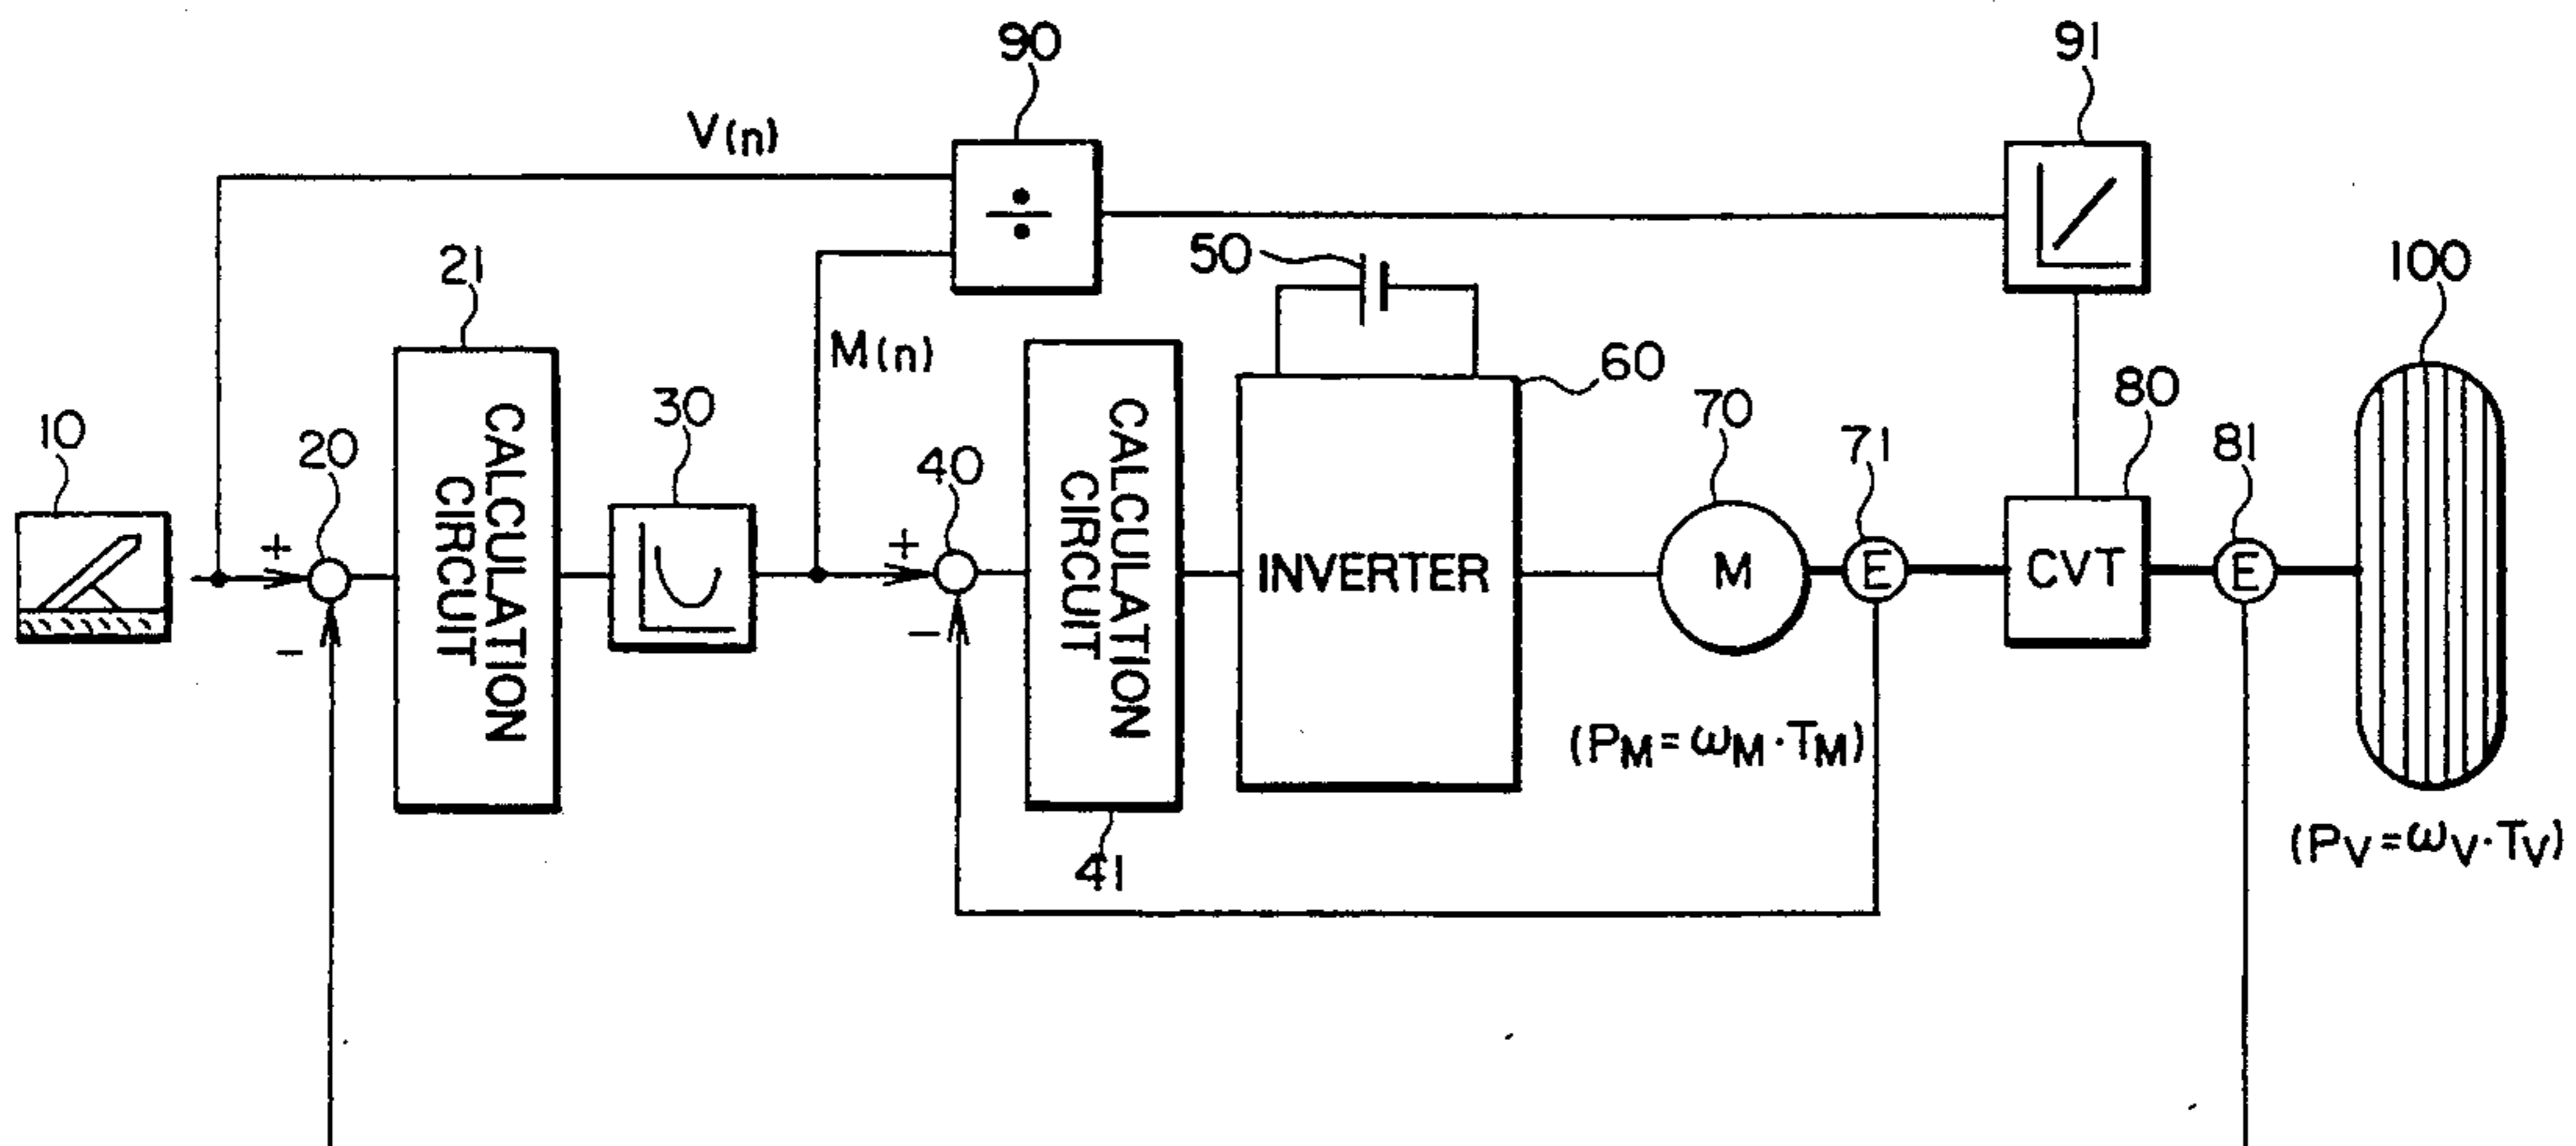 90
91
V(n)
50
21
100
M(n)
60
30
80
70
10
20
40
71
81
CALCULATION
CIRCUIT
CALCULATION
CIRCUIT
+
+
-
-
÷
INVERTER
M
E
CVT
E
(PM=ωM·TM)
(PV=ωV·TV)
41